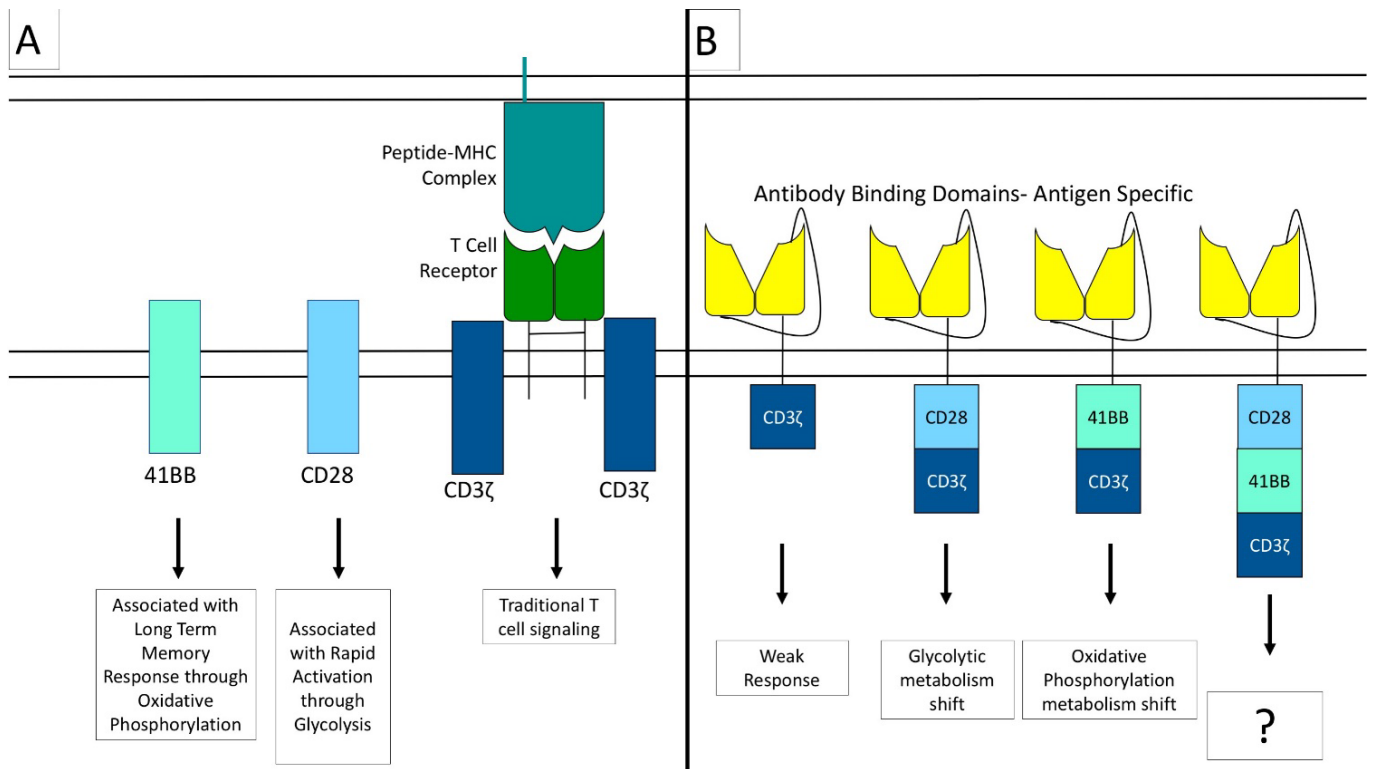 A
Peptide-MHC
Complex
T Cell
Receptor
41BB
CD28
CD3ζ
CD3ζ
Associated with
Long Term
Memory
Response through
Oxidative
Phosphorylation
Associated
with Rapid
Activation
through
Glycolysis
Traditional T
cell signaling
B
Antibody Binding Domains- Antigen Specific
CD3ζ
CD28
CD3ζ
41BB
CD3ζ
CD28
41BB
CD3ζ
Weak
Response
Glycolytic
metabolism
shift
Oxidative
Phosphorylation
metabolism shift
?